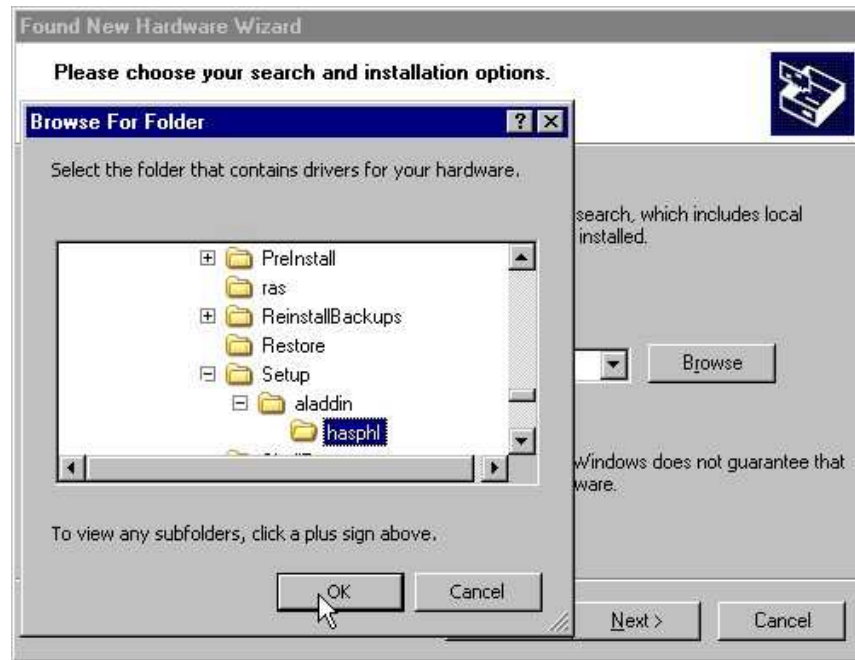 Found New Hardware Wizard
Please choose your search and installation options.
Browse For Folder
Select the folder that contains drivers for your hardware.
search, which includes local
installed.
PreInstall
ras
ReinstallBackups
Restore
Setup
aladdin
hasphl
Browse
Windows does not guarantee that
ware.
To view any subfolders, click a plus sign above.
OK
Cancel
Next >
Cancel